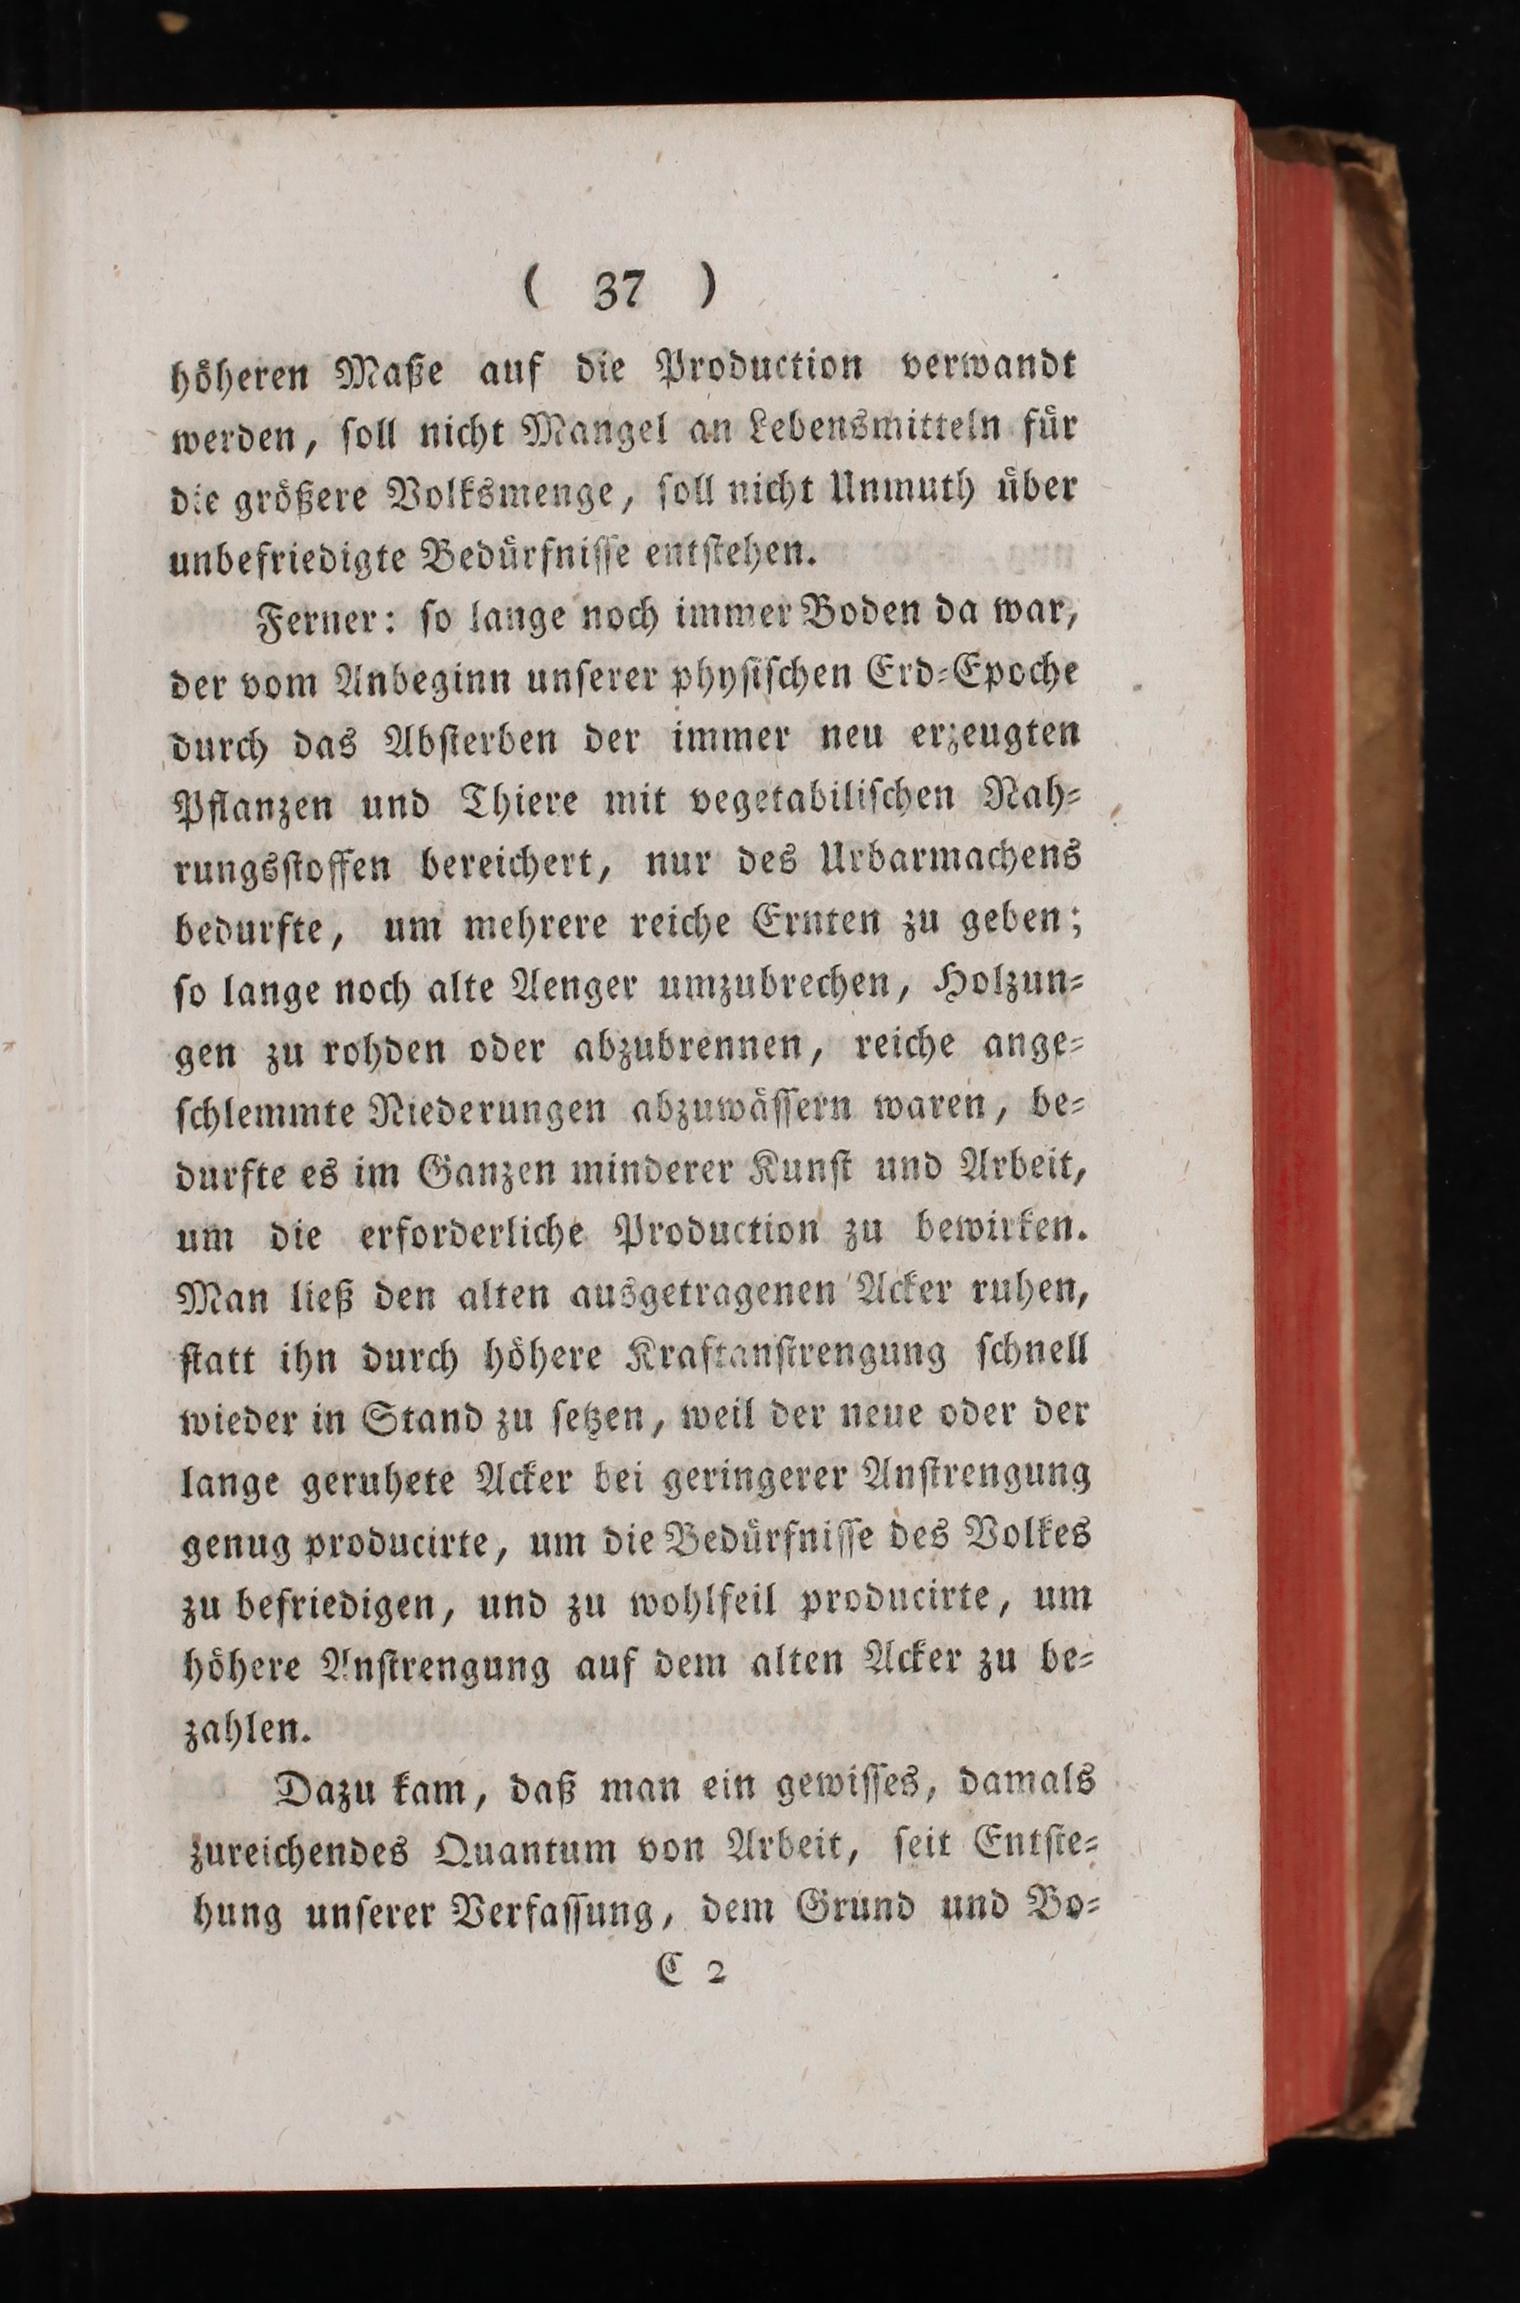 ( 37 )
höheren Maße auf die Production verwandt
werden, ſoll nicht Mangel an Lebensmitteln für
die größere Volksmenge, ſoll nicht Unmuth über
unbefriedigte Bedürfniſſe entſtehen.
Ferner: ſo lange noch immer Boden da war,
der vom Anbeginn unſerer phyſiſchen Erd-Epoche
durch das Abſterben der immer neu erzeugten
Pflanzen und Thiere mit vegetabiliſchen Nah-
rungsſtoffen bereichert, nur des Urbarmachens
bedurfte, um mehrere reiche Ernten zu geben;
ſo lange noch alte Aenger umzubrechen, Holzun-
gen zu rohden oder abzubrennen, reiche ange-
ſchlemmte Niederungen abzuwäſſern waren, be-
durfte es im Ganzen minderer Kunſt und Arbeit,
um die erforderliche Production zu bewirken.
Man ließ den alten ausgetragenen Acker ruhen,
ſtatt ihn durch höhere Kraftanſtrengung ſchnell
wieder in Stand zu ſetzen, weil der neue oder der
lange geruhete Acker bei geringerer Anſtrengung
genug producirte, um die Bedürfniſſe des Volkes
zu befriedigen, und zu wohlfeil producirte, um
höhere Anſtrengung auf dem alten Acker zu be-
zahlen.
Dazu kam, daß man ein gewiſſes, damals
zureichendes Quantum von Arbeit, ſeit Entſte-
hung unſerer Verfaſſung, dem Grund und Bo-
C 2